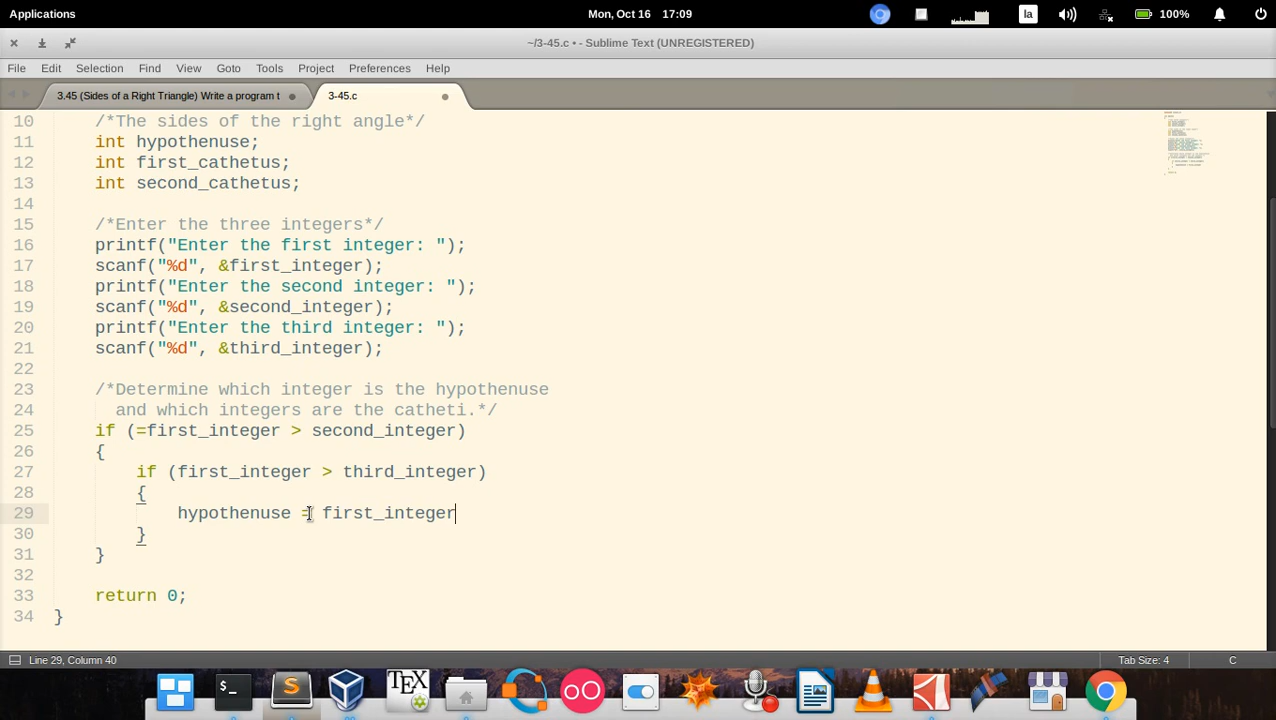 Applications
Mon, Oct 16 17:09
la
100%
~/3-45.c • - Sublime Text (UNREGISTERED)
File Edit Selection Find View Goto Tools Project Preferences Help
3.45 (Sides of a Right Triangle) Write a program t
3-45.c
10 /*The sides of the right angle*/
11 int hypothenuse;
12 int first_cathetus;
13 int second_cathetus;
14
15 /*Enter the three integers*/
16 printf("Enter the first integer: ");
17 scanf("%d", &first_integer);
18 printf("Enter the second integer: ");
19 scanf("%d", &second_integer);
20 printf("Enter the third integer: ");
21 scanf("%d", &third_integer);
22
23 /*Determine which integer is the hypothenuse
24 and which integers are the catheti.*/
25 if (=first_integer > second_integer)
26 {
27 if (first_integer > third_integer)
28 {
29 hypothenuse = first_integer
30 }
31 }
32
33 return 0;
34 }
Line 29, Column 40
Tab Size: 4
C
>_
S
TEX